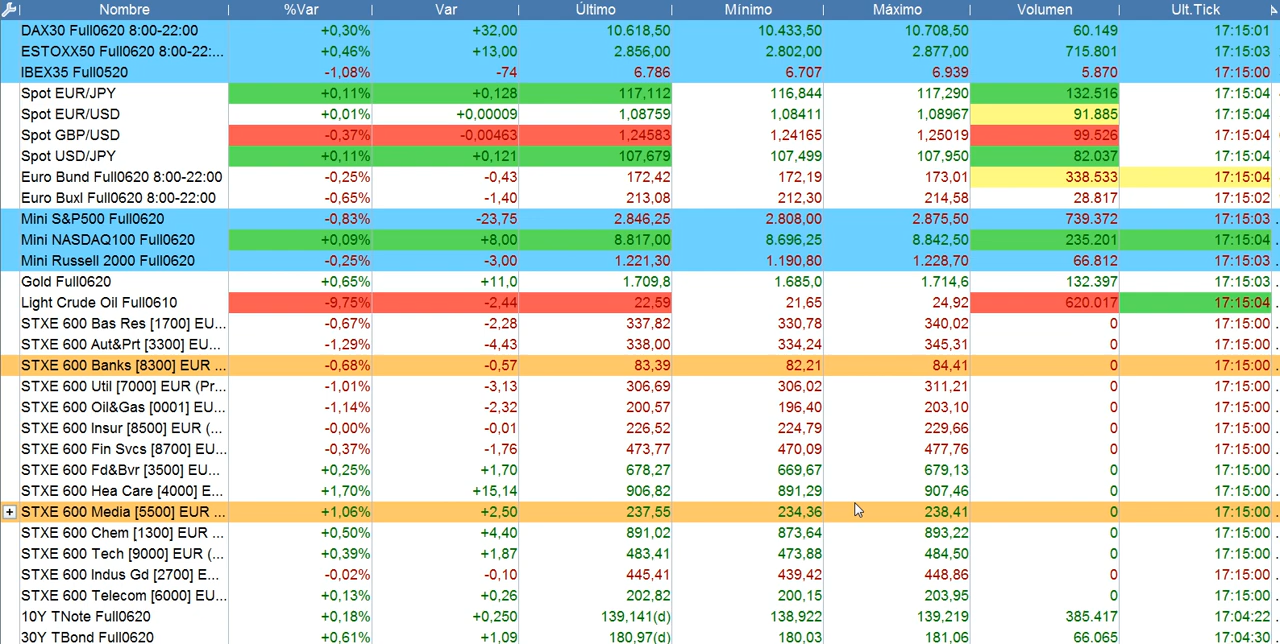 Nombre %Var Var Último Mínimo Máximo Volumen Ult.Tick
DAX30 Full0620 8:00-22:00 +0,30% +32,00 10.618,50 10.433,50 10.708,50 60.149 17:15:01
ESTOXX50 Full0620 8:00-22:... +0,46% +13,00 2.856,00 2.802,00 2.877,00 715.801 17:15:03
IBEX35 Full0520 -1,08% -74 6.786 6.707 6.939 5.870 17:15:00
Spot EUR/JPY +0,11% +0,128 117,112 116,844 117,290 132.516 17:15:04
Spot EUR/USD +0,01% +0,00009 1,08759 1,08411 1,08967 91.885 17:15:04
Spot GBP/USD -0,37% -0,00463 1,24583 1,24165 1,25019 99.526 17:15:04
Spot USD/JPY +0,11% +0,121 107,679 107,499 107,950 82.037 17:15:04
Euro Bund Full0620 8:00-22:00 -0,25% -0,43 172,42 172,19 173,01 338.533 17:15:04
Euro Buxl Full0620 8:00-22:00 -0,65% -1,40 213,08 212,30 214,58 28.817 17:15:02
Mini S&P500 Full0620 -0,83% -23,75 2.846,25 2.808,00 2.875,50 739.372 17:15:03
Mini NASDAQ100 Full0620 +0,09% +8,00 8.817,00 8.696,25 8.842,50 235.201 17:15:04
Mini Russell 2000 Full0620 -0,25% -3,00 1.221,30 1.190,80 1.228,70 66.812 17:15:03
Gold Full0620 +0,65% +11,0 1.709,8 1.685,0 1.714,6 132.397 17:15:03
Light Crude Oil Full0610 -9,75% -2,44 22,59 21,65 24,92 620.017 17:15:04
STXE 600 Bas Res [1700] EU... -0,67% -2,28 337,82 330,78 340,02 0 17:15:00
STXE 600 Aut&Prt [3300] EU... -1,29% -4,43 338,00 334,24 345,31 0 17:15:00
STXE 600 Banks [8300] EUR ... -0,68% -0,57 83,39 82,21 84,41 0 17:15:00
STXE 600 Util [7000] EUR (Pr... -1,01% -3,13 306,69 306,02 311,21 0 17:15:00
STXE 600 Oil&Gas [0001] EU... -1,14% -2,32 200,57 196,40 203,10 0 17:15:00
STXE 600 Insur [8500] EUR (... -0,00% -0,01 226,52 224,79 229,66 0 17:15:00
STXE 600 Fin Svcs [8700] EU... -0,37% -1,76 473,77 470,09 477,76 0 17:15:00
STXE 600 Fd&Bvr [3500] EU... +0,25% +1,70 678,27 669,67 679,13 0 17:15:00
STXE 600 Hea Care [4000] E... +1,70% +15,14 906,82 891,29 907,46 0 17:15:00
STXE 600 Media [5500] EUR ... +1,06% +2,50 237,55 234,36 238,41 0 17:15:00
STXE 600 Chem [1300] EUR ... +0,50% +4,40 891,02 873,64 893,22 0 17:15:00
STXE 600 Tech [9000] EUR (... +0,39% +1,87 483,41 473,88 484,50 0 17:15:00
STXE 600 Indus Gd [2700] E... -0,02% -0,10 445,41 439,42 448,86 0 17:15:00
STXE 600 Telecom [6000] EU... +0,13% +0,26 202,82 200,15 203,95 0 17:15:00
10Y TNote Full0620 +0,18% +0,250 139,141(d) 138,922 139,219 385.417 17:04:22
30Y TBond Full0620 +0,61% +1,09 180,97(d) 180,03 181,06 66.065 17:04:30